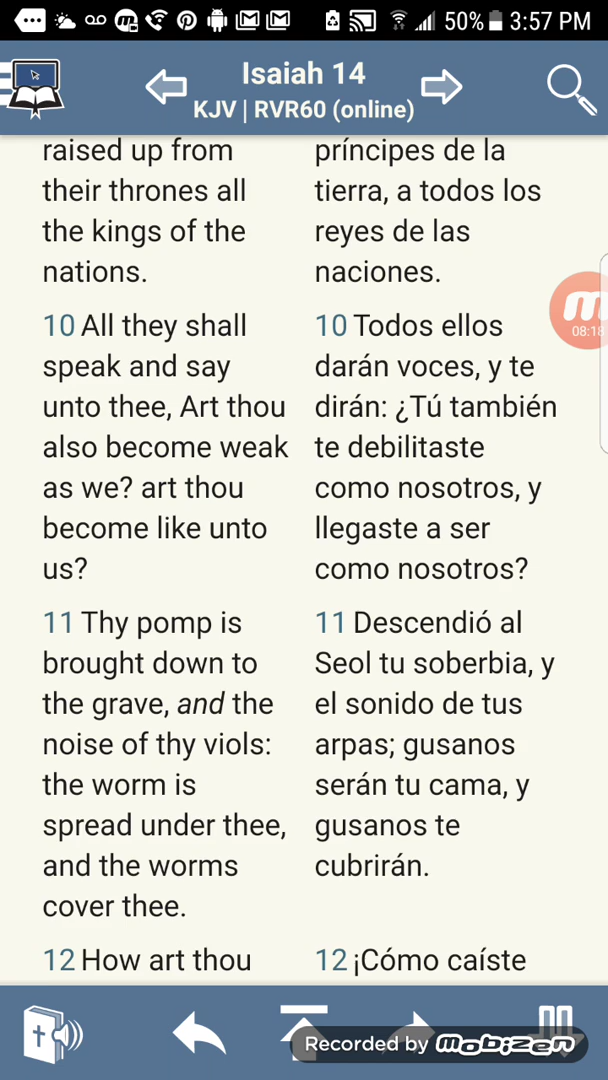 50% 3:57 PM
Isaiah 14
KJV | RVR60 (online)
raised up from
their thrones all
the kings of the
nations.
10 All they shall
speak and say
unto thee, Art thou
also become weak
as we? art thou
become like unto
us?
11 Thy pomp is
brought down to
the grave, and the
noise of thy viols:
the worm is
spread under thee,
and the worms
cover thee.
12 How art thou
príncipes de la
tierra, a todos los
reyes de las
naciones.
10 Todos ellos
darán voces, y te
dirán: ¿Tú también
te debilitaste
como nosotros, y
llegaste a ser
como nosotros?
11 Descendió al
Seol tu soberbia, y
el sonido de tus
arpas; gusanos
serán tu cama, y
gusanos te
cubrirán.
12 ¡Cómo caíste
m
08:18
Recorded by mobizen